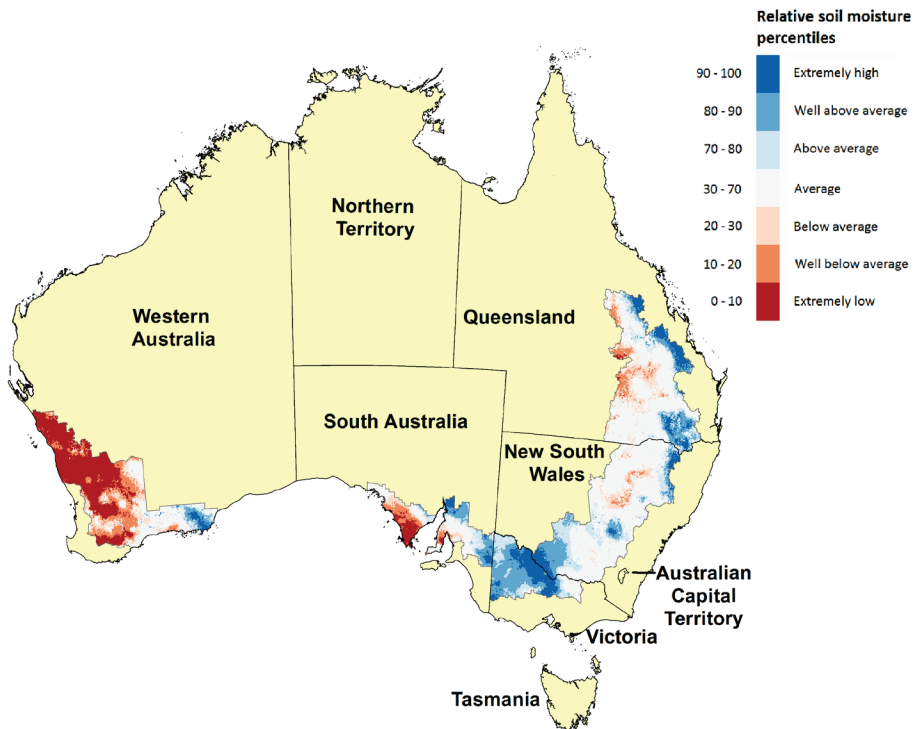 Relative soil moisture
percentiles
90 - 100 Extremely high
80 - 90 Well above average
70 - 80 Above average
30 - 70 Average
20 - 30 Below average
10 - 20 Well below average
0 - 10 Extremely low
Northern
Territory
Western
Australia
Queensland
South Australia
New South
Wales
Australian
Capital
Territory
Victoria
Tasmania